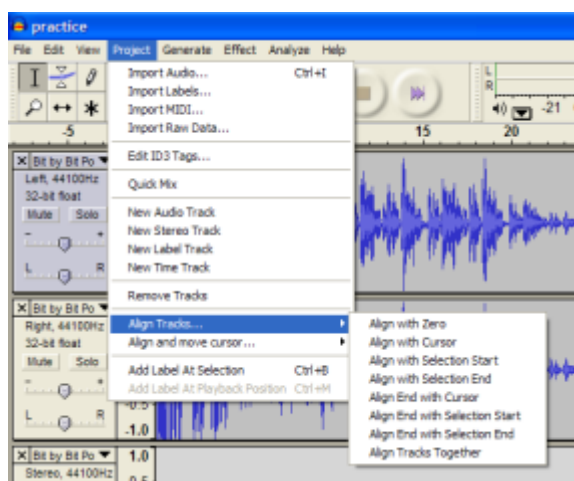 practice
File Edit View Project Generate Effect Analyze Help
Import Audio... Ctrl+I
Import Labels...
Import MIDI...
Import Raw Data...
Edit ID3 Tags...
Quick Mix
New Audio Track
New Stereo Track
New Label Track
New Time Track
Remove Tracks
Align Tracks...
Align and move cursor...
Add Label At Selection Ctrl+B
Add Label At Playback Position Ctrl+M
Align with Zero
Align with Cursor
Align with Selection Start
Align with Selection End
Align End with Cursor
Align End with Selection Start
Align End with Selection End
Align Tracks Together
L
R
-21
-5 15 20
X Bit by Bit Po
Left, 44100Hz
32-bit float
Mute Solo
- +
L R
X Bit by Bit Po
Right, 44100Hz
32-bit float
Mute Solo
- +
L R
-0.5
-1.0
X Bit by Bit Po 1.0
Stereo, 44100Hz
0.5